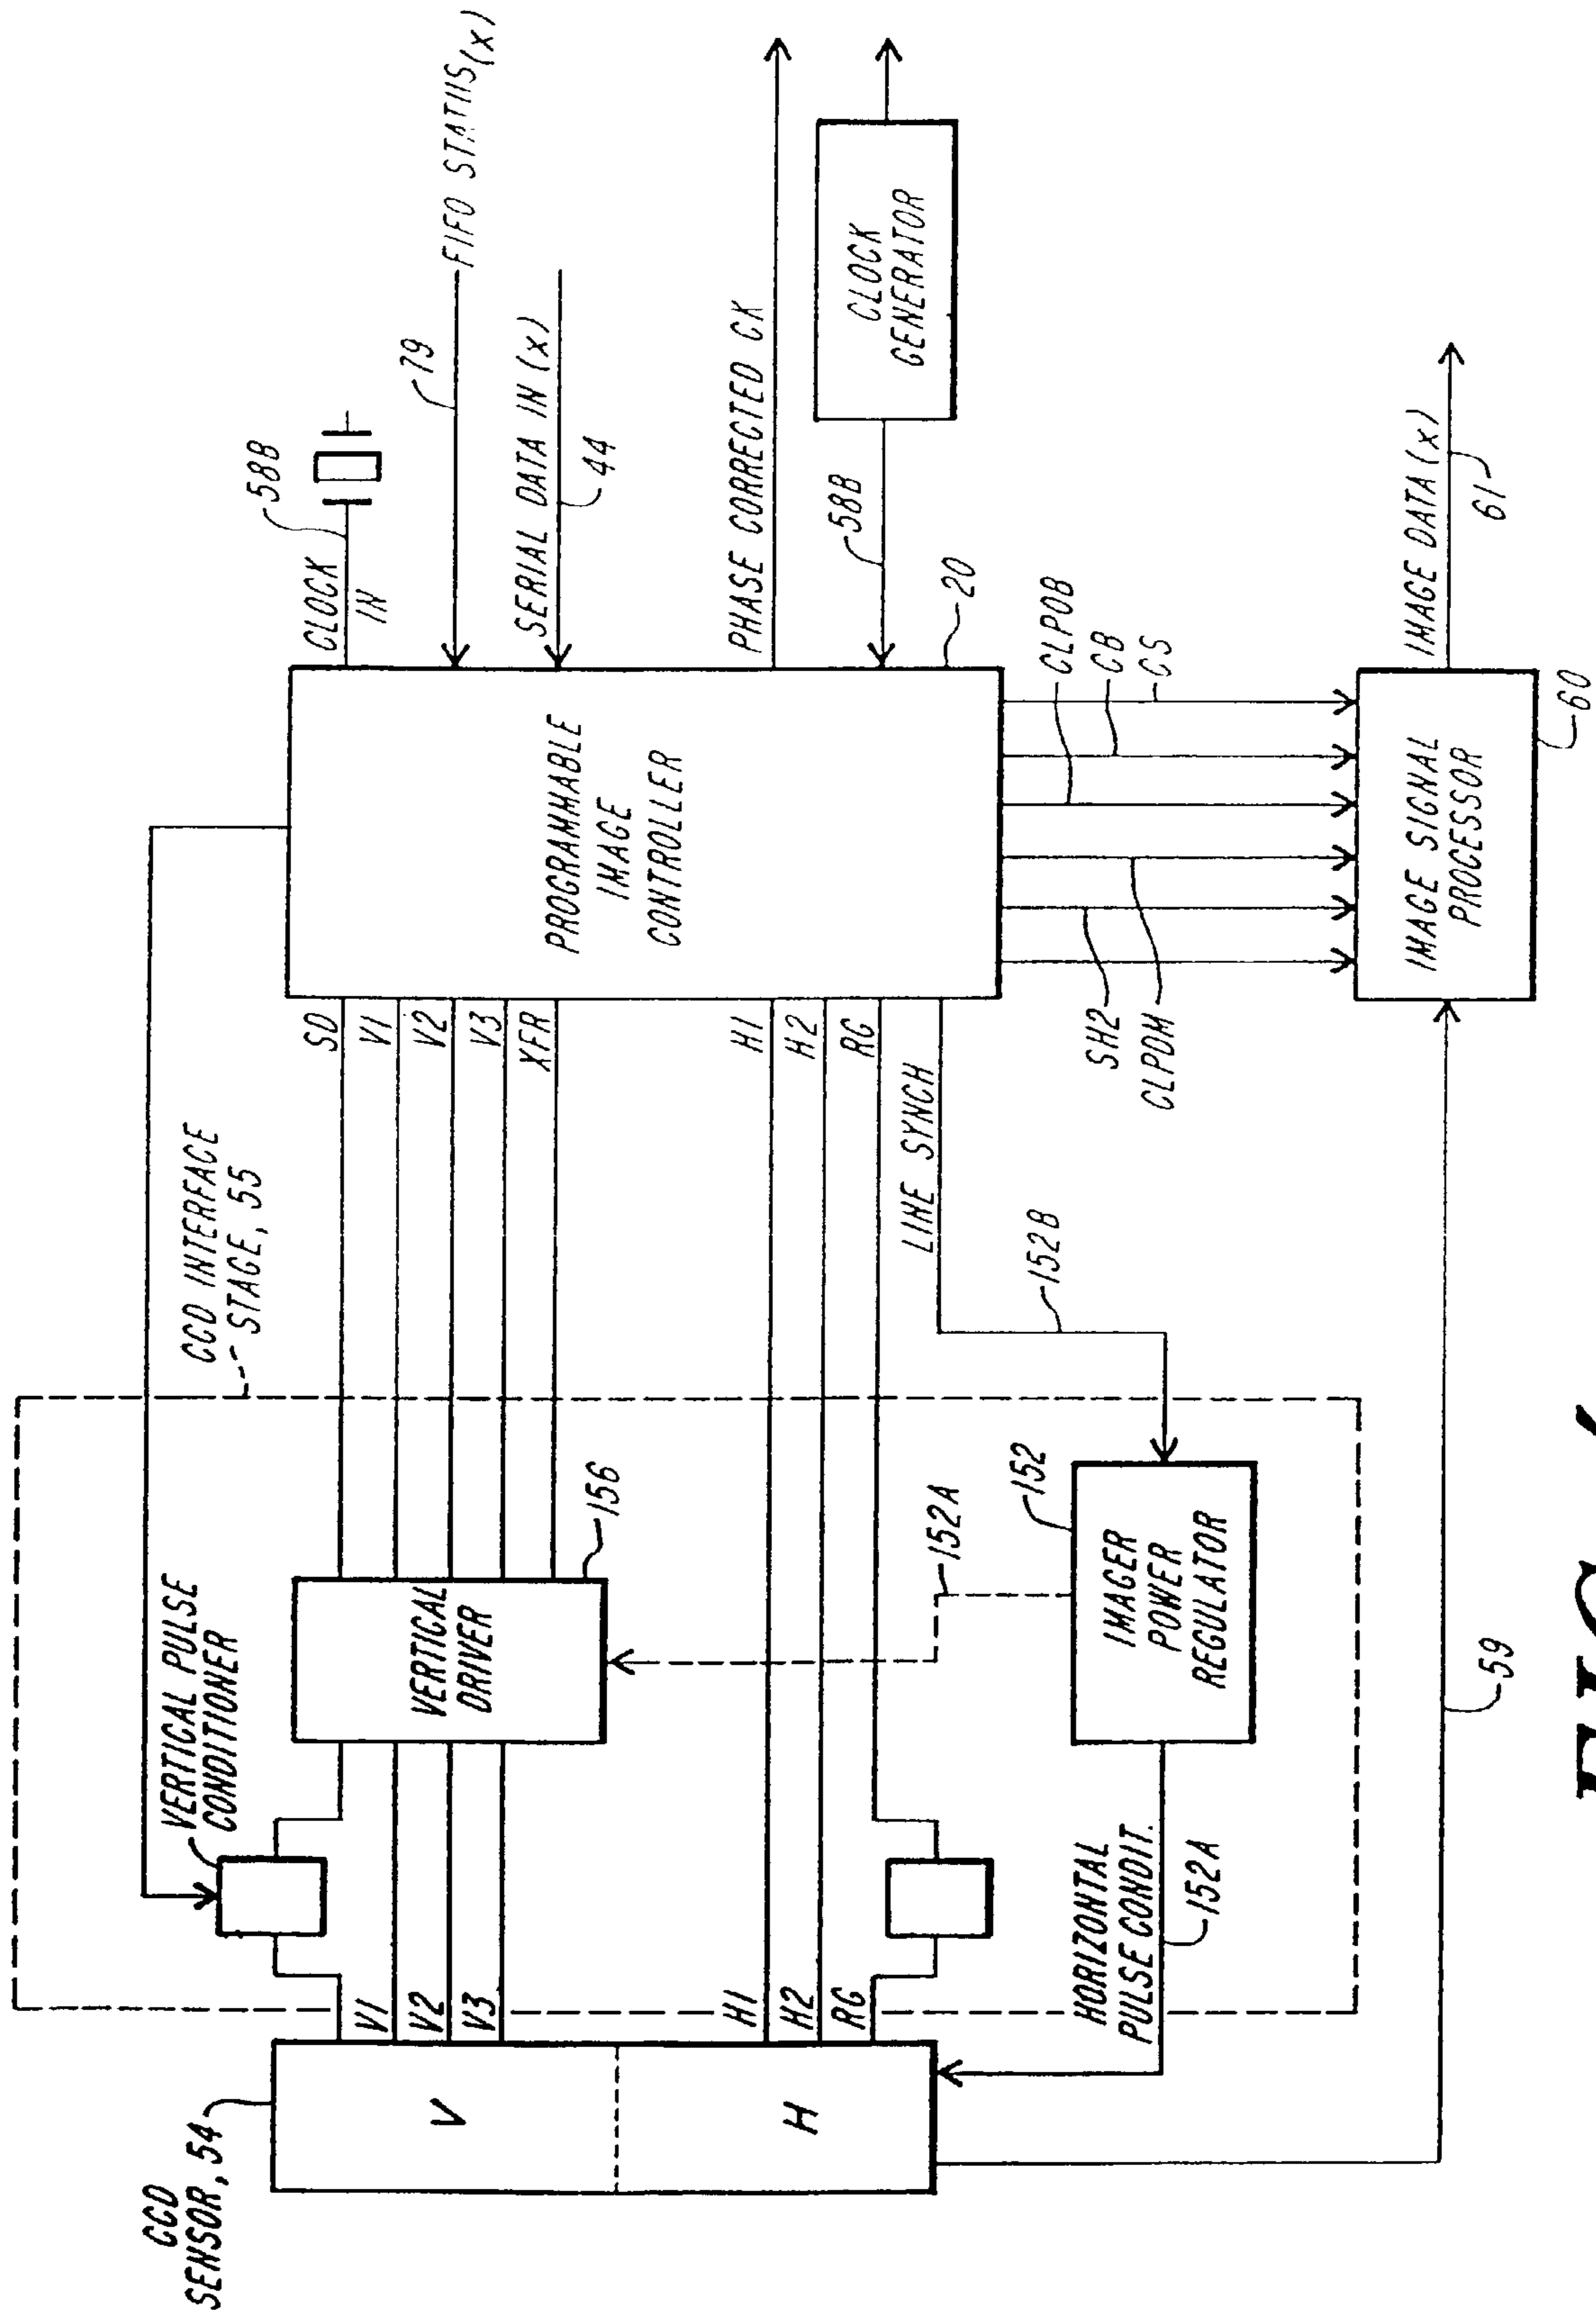 CCD
SENSOR, 54
V
H
V1
V2
V3
H1
H2
RG
VERTICAL PULSE
CONDITIONER
VERTICAL
DRIVER
156
HORIZONTAL
PULSE CONDIT.
152A
IMAGER
POWER
REGULATOR
152
152A
152B
CCD INTERFACE
STAGE, 55
SD
V1
V2
V3
XFR
H1
H2
RG
LINE SYNCH
PROGRAMMABLE
IMAGE
CONTROLLER
20
CLOCK
IN
58B
79
FIFO STATUS(x)
SERIAL DATA IN (x)
44
PHASE CORRECTED CK
58B
CLOCK
GENERATOR
SH2
CLPDM
CLPOB
CB
CS
IMAGE SIGNAL
PROCESSOR
60
59
IMAGE DATA (x)
61